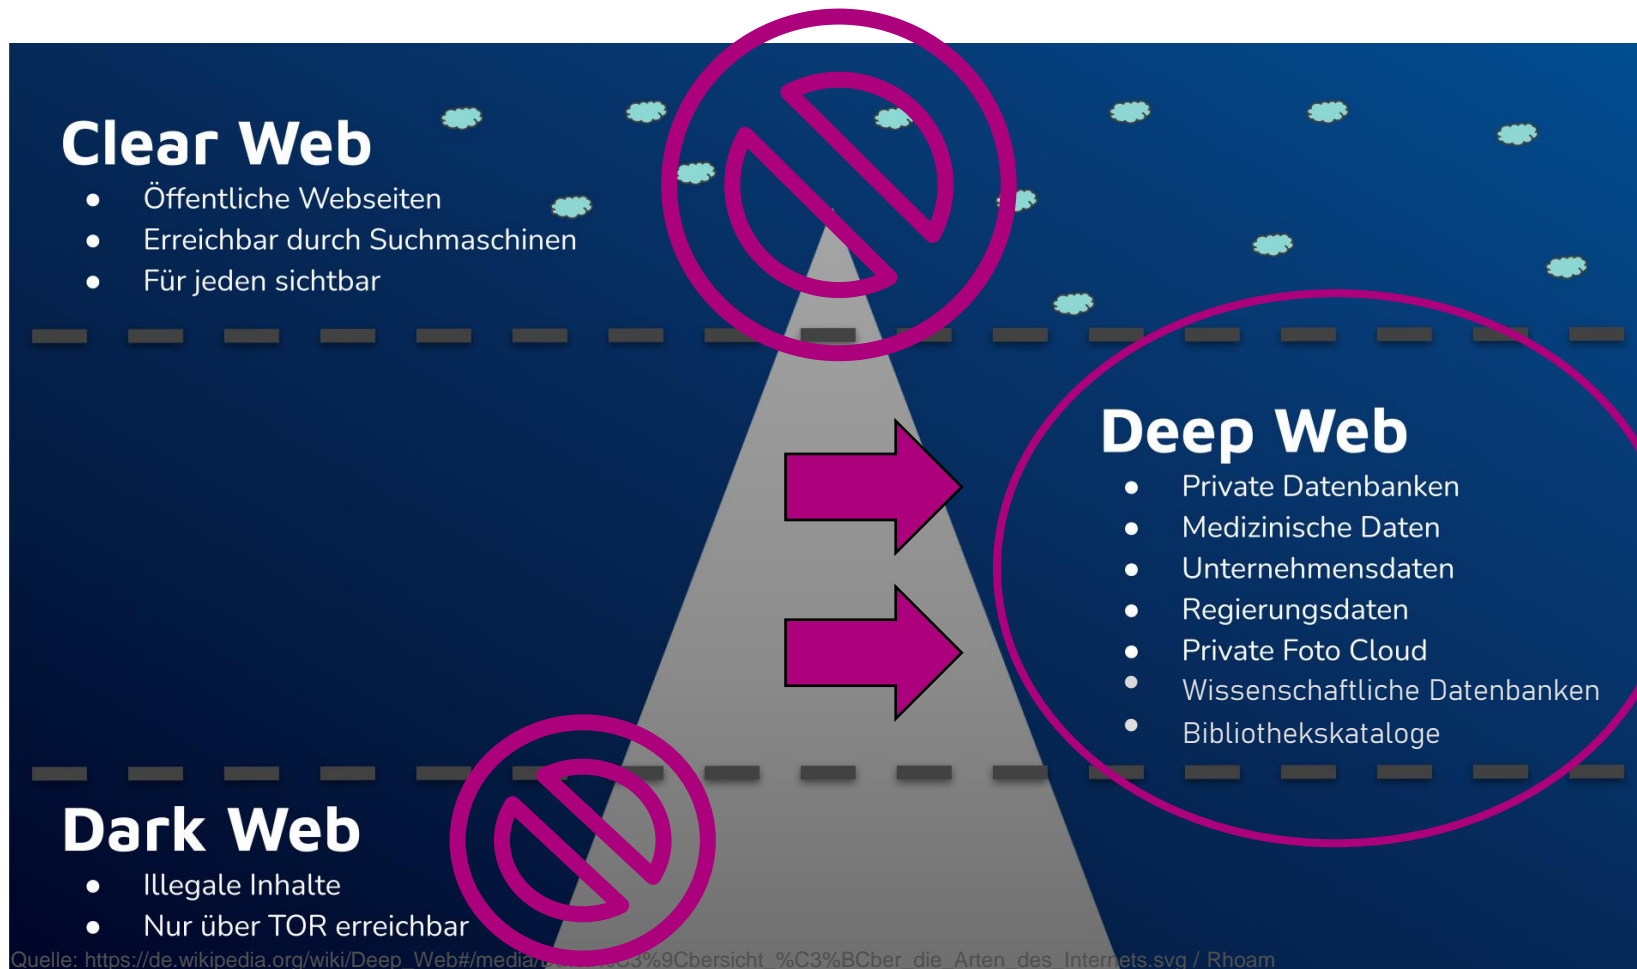 Clear Web
● Öffentliche Webseiten
● Erreichbar durch Suchmaschinen
● Für jeden sichtbar
Deep Web
● Private Datenbanken
● Medizinische Daten
● Unternehmensdaten
● Regierungsdaten
● Private Foto Cloud
● Wissenschaftliche Datenbanken
● Bibliothekskataloge
Dark Web
● Illegale Inhalte
● Nur über TOR erreichbar
Quelle: https://de.wikipedia.org/wiki/Deep_Web#/media/ %9Cbersicht_%C3%BCber_die_Arten_des_Internets.svg / Rhoam